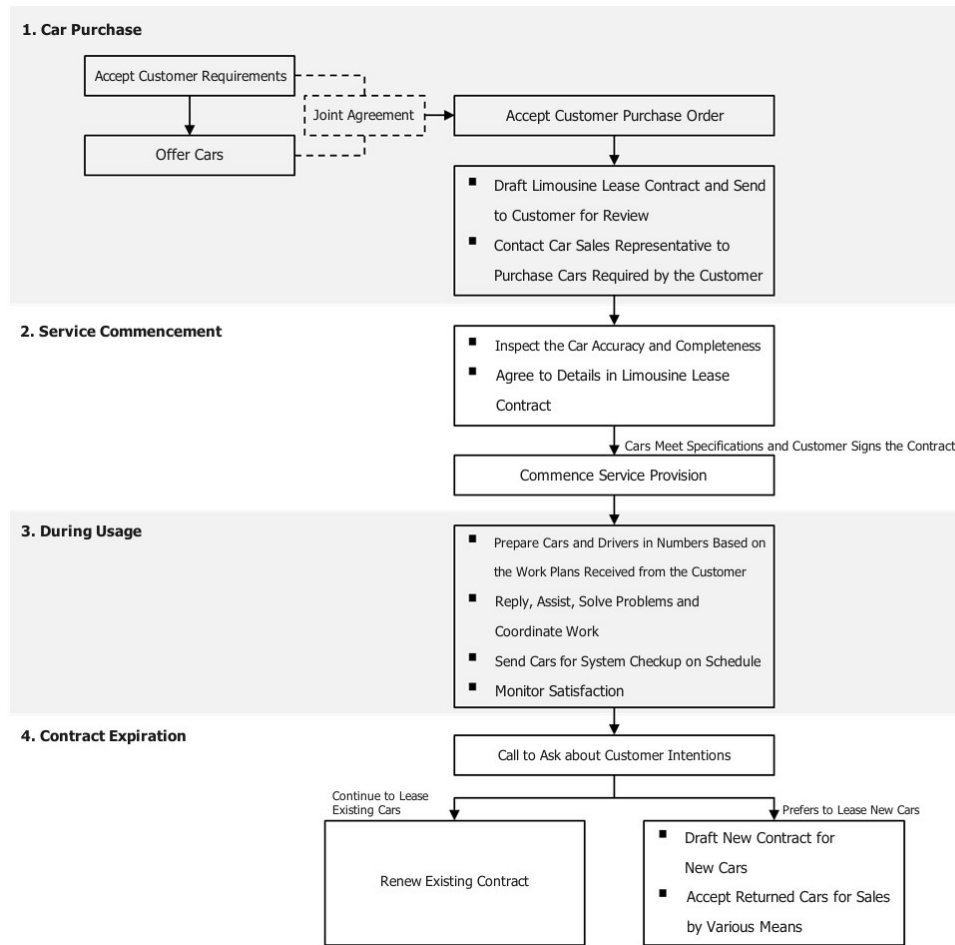 1. Car Purchase
Accept Customer Requirements
Joint Agreement
Accept Customer Purchase Order
Offer Cars
■ Draft Limousine Lease Contract and Send
to Customer for Review
■ Contact Car Sales Representative to
Purchase Cars Required by the Customer
2. Service Commencement
■ Inspect the Car Accuracy and Completeness
■ Agree to Details in Limousine Lease
Contract
Cars Meet Specifications and Customer Signs the Contract
Commence Service Provision
3. During Usage
■ Prepare Cars and Drivers in Numbers Based on
the Work Plans Received from the Customer
■ Reply, Assist, Solve Problems and
Coordinate Work
■ Send Cars for System Checkup on Schedule
■ Monitor Satisfaction
4. Contract Expiration
Call to Ask about Customer Intentions
Continue to Lease
Existing Cars
Prefers to Lease New Cars
Renew Existing Contract
■ Draft New Contract for
New Cars
■ Accept Returned Cars for Sales
by Various Means